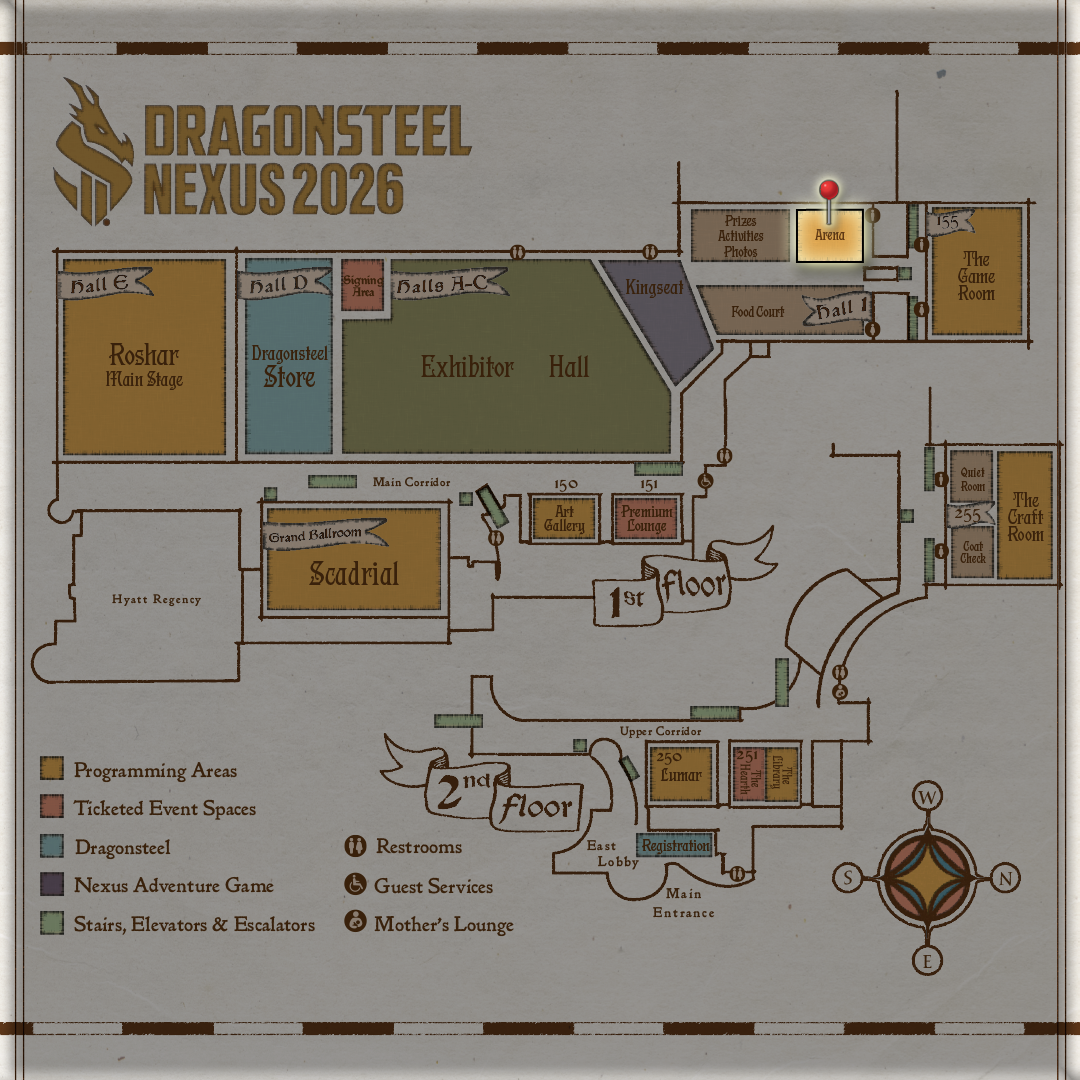 DRAGONSTEEL
NEXUS 2026
Prizes
Activities
Photos
Arena
155
The
Game
Room
Hall E
Hall D
Signing
Area
Halls A-C
Kingseat
Food Court
Hall 1
Roshar
Main Stage
Dragonsteel
Store
Exhibitor Hall
Main Corridor
150
151
Art
Gallery
Premium
Lounge
Grand Ballroom
Scadrial
Hyatt Regency
1st floor
Quiet
Room
255
Coat
Check
The
Craft
Room
Upper Corridor
250
Lumar
251
The
Hearth
The
Library
2nd floor
East
Lobby
Registration
Main
Entrance
Programming Areas
Ticketed Event Spaces
Dragonsteel
Nexus Adventure Game
Stairs, Elevators & Escalators
Restrooms
Guest Services
Mother's Lounge
W
S
N
E